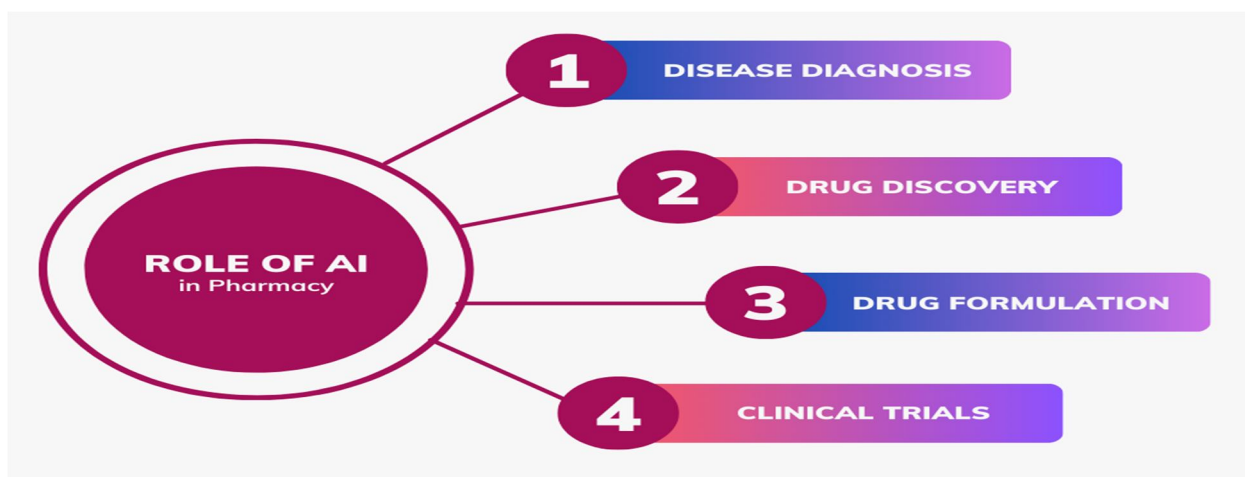 ROLE OF AI
in Pharmacy
1 DISEASE DIAGNOSIS
2 DRUG DISCOVERY
3 DRUG FORMULATION
4 CLINICAL TRIALS